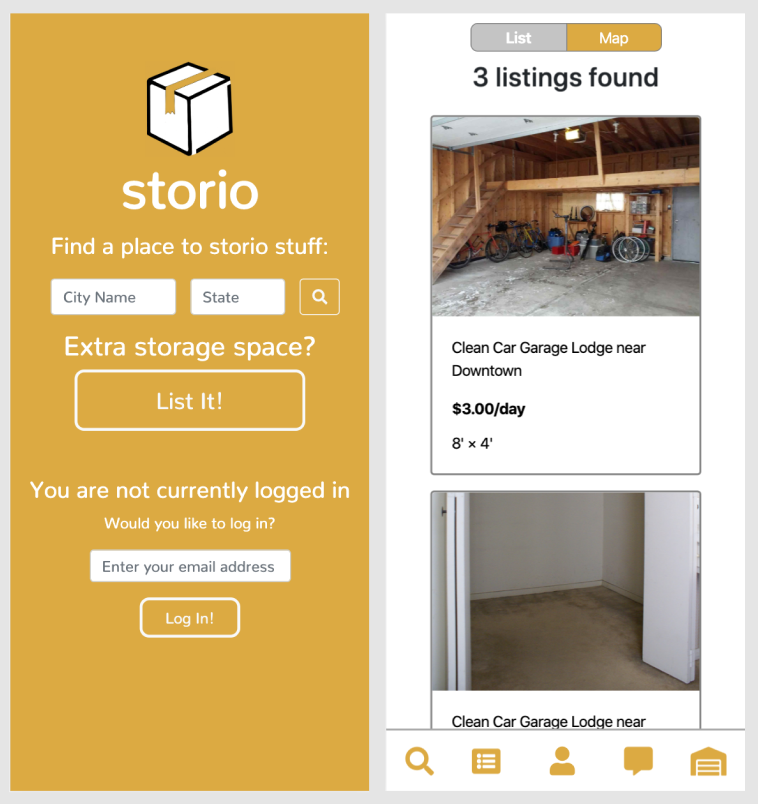 storio
Find a place to storio stuff:
City Name
State
Extra storage space?
List It!
You are not currently logged in
Would you like to log in?
Enter your email address
Log In!
List
Map
3 listings found
Clean Car Garage Lodge near
Downtown
$3.00/day
8' × 4'
Clean Car Garage Lodge near